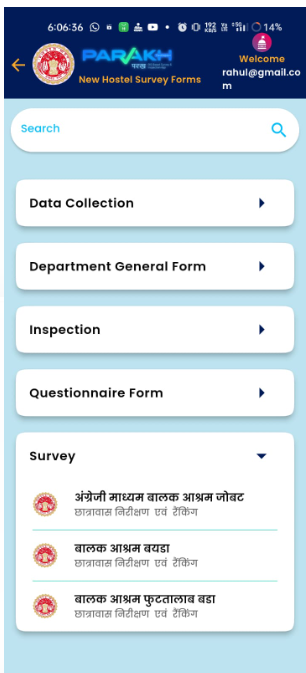 6:06:36
14%
PARAKH
परख
New Hostel Survey Forms
Welcome
rahul@gmail.co
m
Search
Data Collection
Department General Form
Inspection
Questionnaire Form
Survey
अंग्रेजी माध्यम बालक आश्रम जोबट
छात्रावास निरीक्षण एवं रैंकिंग
बालक आश्रम बयडा
छात्रावास निरीक्षण एवं रैंकिंग
बालक आश्रम फुटतालाब बडा
छात्रावास निरीक्षण एवं रैंकिंग